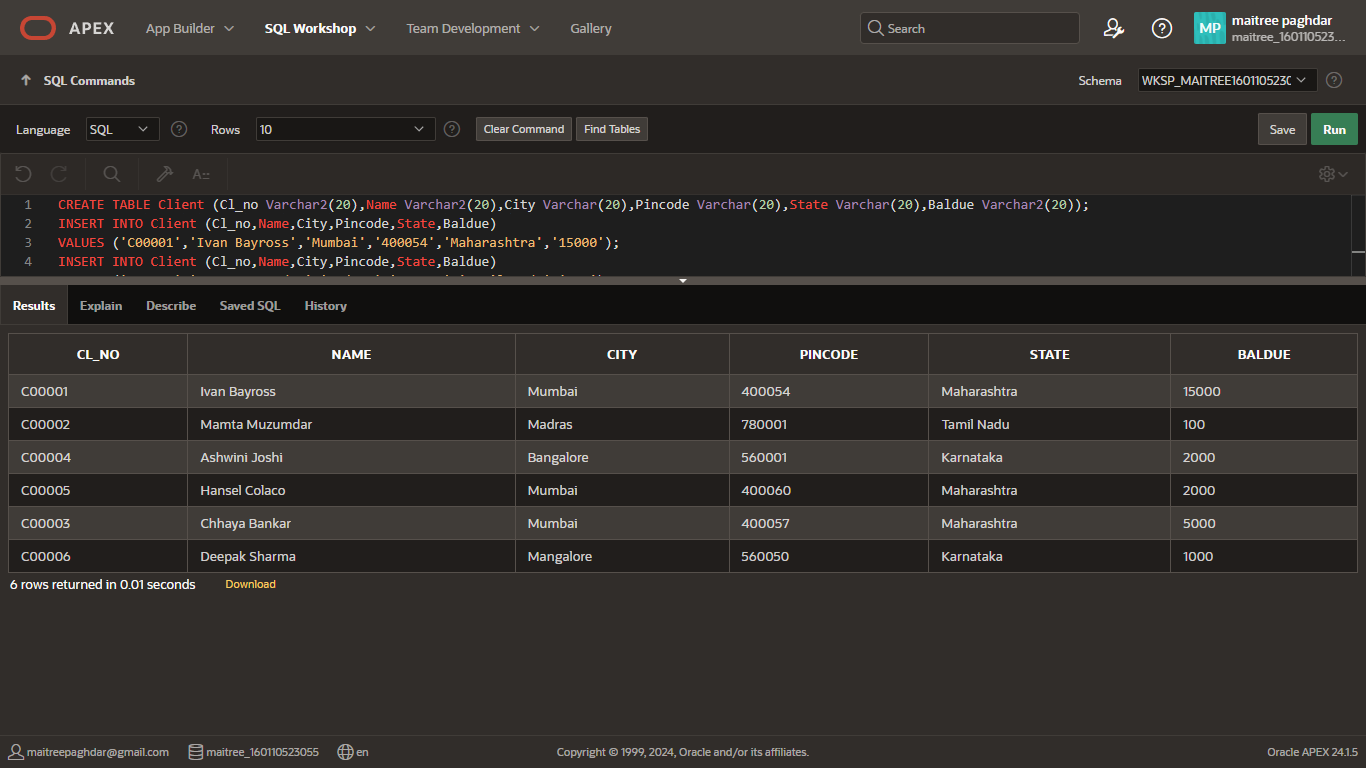 APEX App Builder SQL Workshop Team Development Gallery Search MP maitree paghdar
maitree_160110523...
SQL Commands Schema WKSP_MAITREE160110523C
Language SQL Rows 10 Clear Command Find Tables Save Run
A::
1 CREATE TABLE Client (Cl_no Varchar2(20),Name Varchar2(20),City Varchar(20),Pincode Varchar(20),State Varchar(20),Baldue Varchar2(20));
2 INSERT INTO Client (Cl_no,Name,City,Pincode,State,Baldue)
3 VALUES ('C00001','Ivan Bayross','Mumbai','400054','Maharashtra','15000');
4 INSERT INTO Client (Cl_no,Name,City,Pincode,State,Baldue)
Results Explain Describe Saved SQL History
CL_NO NAME CITY PINCODE STATE BALDUE
C00001 Ivan Bayross Mumbai 400054 Maharashtra 15000
C00002 Mamta Muzumdar Madras 780001 Tamil Nadu 100
C00004 Ashwini Joshi Bangalore 560001 Karnataka 2000
C00005 Hansel Colaco Mumbai 400060 Maharashtra 2000
C00003 Chhaya Bankar Mumbai 400057 Maharashtra 5000
C00006 Deepak Sharma Mangalore 560050 Karnataka 1000
6 rows returned in 0.01 seconds Download
maitreepaghdar@gmail.com maitree_160110523055 en Copyright © 1999, 2024, Oracle and/or its affiliates. Oracle APEX 24.1.5